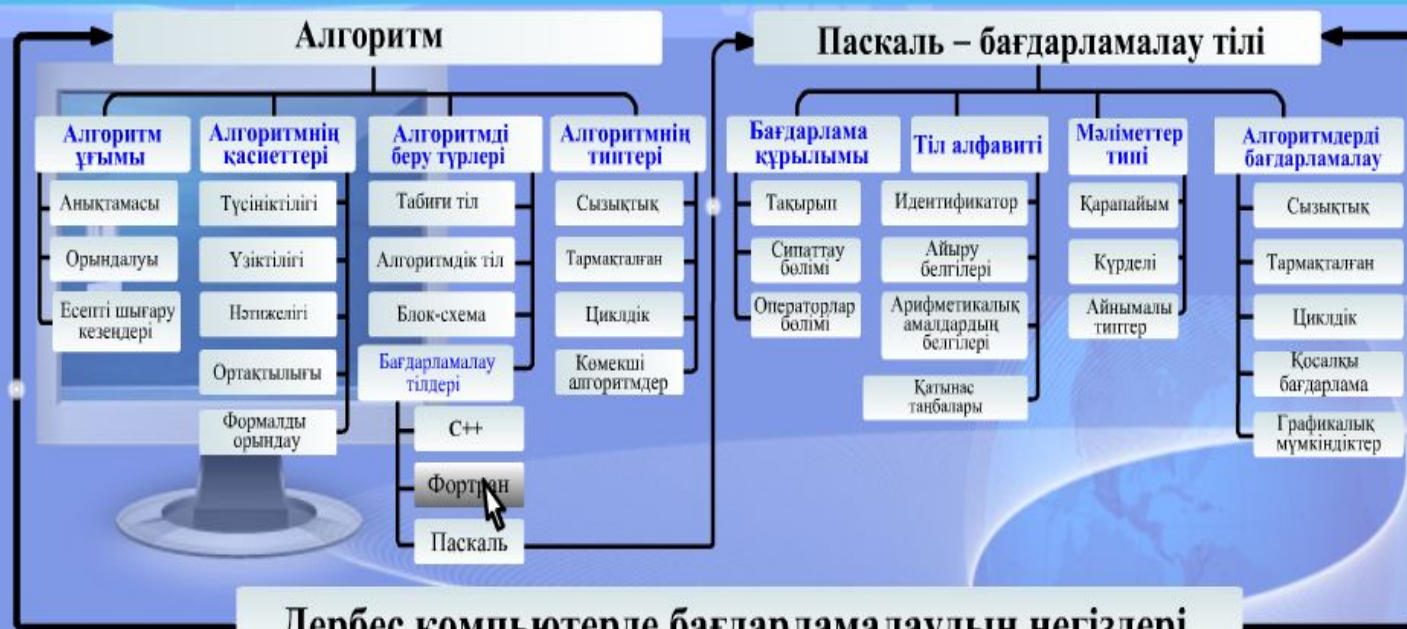 Алгоритм
Алгоритм
ұғымы
Анықтамасы
Орындалуы
Есепті шығару
кезеңдері
Алгоритмнің
қасиеттері
Түсініктілігі
Үзіктілігі
Нәтижелігі
Ортақтылығы
Формалды
орындау
Алгоритмді
беру түрлері
Табиғи тіл
Алгоритмдік тіл
Блок-схема
Бағдарламалау
тілдері
С++
Фортран
Паскаль
Алгоритмнің
типтері
Сызықтық
Тармақталған
Циклдік
Көмекші
алгоритмдер
Паскаль – бағдарламалау тілі
Бағдарлама
құрылымы
Тақырып
Сипаттау
бөлімі
Операторлар
бөлімі
Тіл алфавиті
Идентификатор
Айыру
белгілері
Арифметикалық
амалдардың
белгілері
Қатынас
таңбалары
Мәліметтер
типі
Қарапайым
Күрделі
Айнымалы
типтер
Алгоритмдерді
бағдарламалау
Сызықтық
Тармақталған
Циклдік
Қосалқы
бағдарлама
Графикалық
мүмкіндіктер
Дербес компьютерде бағдарламалаудың негіздері